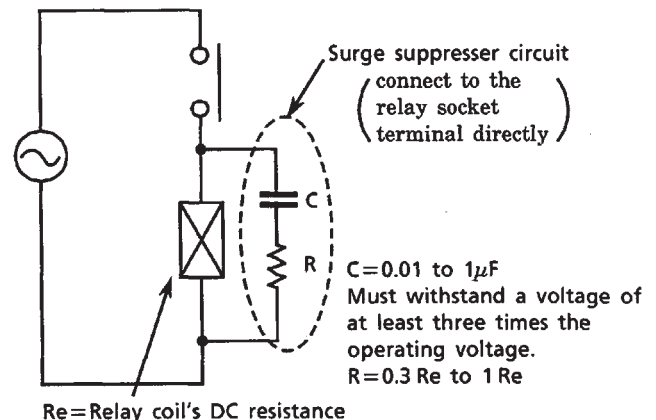 Surge suppresser circuit
(connect to the
relay socket
terminal directly)
C
R
C=0.01 to 1μF
Must withstand a voltage of
at least three times the
operating voltage.
R=0.3 Re to 1 Re
Re=Relay coil's DC resistance